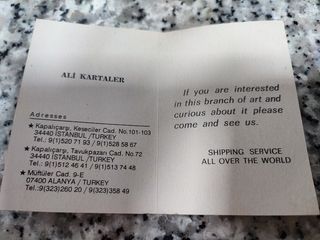 ALİ KARTALER
Adresses
★ Kapalıçarşı, Keseciler Cad. No.101-103
34440 İSTANBUL /TURKEY
Tel.: 9(1)520 71 93 / 9(1)528 58 67
★ Kapalıçarşı, Tavukpazarı Cad. No.72
34440 İSTANBUL /TURKEY
Tel.: 9(1)512 46 41 / 9(1)513 74 48
★ Müftüler Cad. 9-E
07400 ALANYA / TURKEY
Tel.:9(323)260 20 / 9(323)358 49
If you are interested
in this branch of art and
curious about it please
come and see us.
SHIPPING SERVICE
ALL OVER THE WORLD